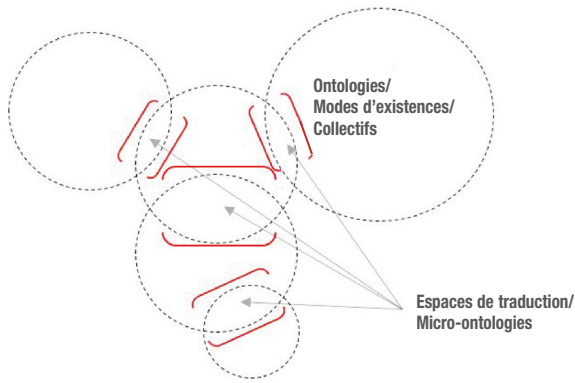 Ontologies/
Modes d'existences/
Collectifs
Espaces de traduction/
Micro-ontologies